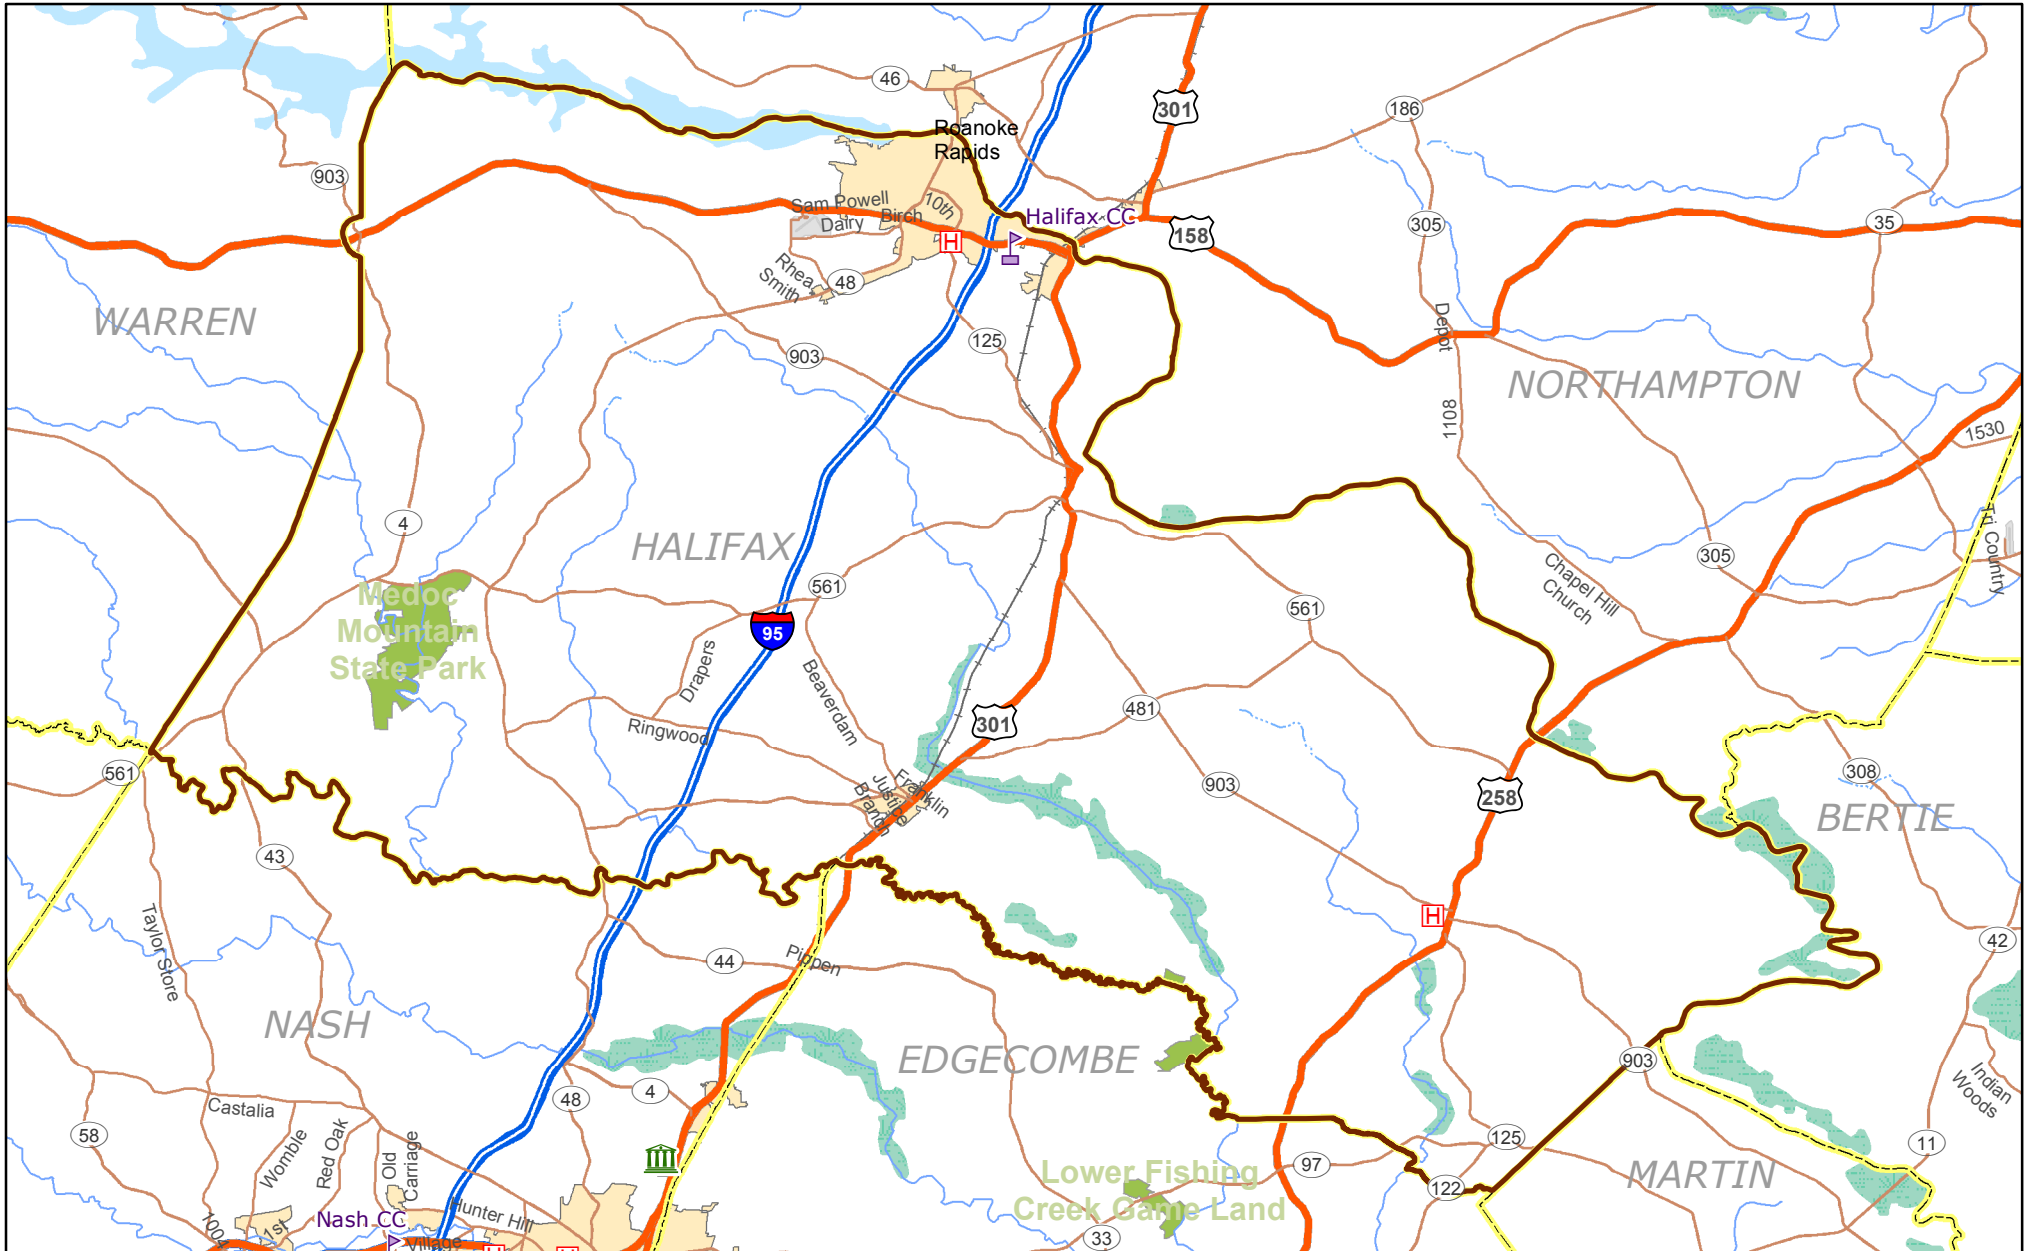 46
301
186
Roanoke
Rapids
903
Sam Powell
10th
Birch
Dairy
Halifax CC
158
305
35
H
Rhea
Smith
48
WARREN
125
903
Depot
NORTHAMPTON
1108
1530
4
HALIFAX
Tri County
305
561
Medoc
Mountain
State Park
95
Chapel Hill
Church
561
Drapers
Beaverdam
Ringwood
481
301
561
903
308
258
Franklin
Justice
Branch
BERTIE
43
Taylor Store
H
42
44
Pippen
NASH
EDGECOMBE
903
Indian
Woods
4
48
Castalia
58
Womble
Red Oak
Old
Carriage
125
11
97
Lower Fishing
Creek Game Land
MARTIN
122
Nash CC
Hunter Hill
1st
1004
33
Village
H
H